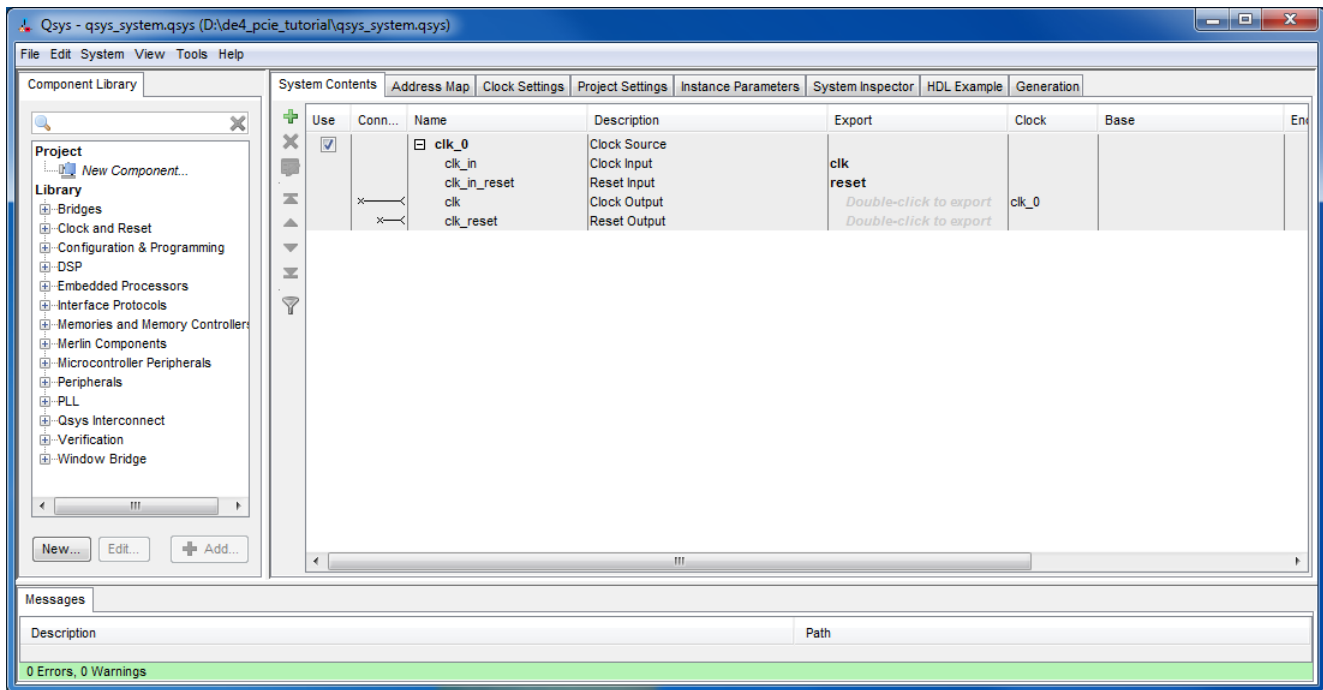 Qsys - qsys_system.qsys (D:\de4_pcie_tutorial\qsys_system.qsys)
File Edit System View Tools Help
Component Library
Project
New Component...
Library
Bridges
Clock and Reset
Configuration & Programming
DSP
Embedded Processors
Interface Protocols
Memories and Memory Controllers
Merlin Components
Microcontroller Peripherals
Peripherals
PLL
Qsys Interconnect
Verification
Window Bridge
New... Edit... Add...
System Contents Address Map Clock Settings Project Settings Instance Parameters System Inspector HDL Example Generation
Use Conn... Name Description Export Clock Base En
clk_0 Clock Source
clk_in Clock Input clk
clk_in_reset Reset Input reset
clk Clock Output Double-click to export clk_0
clk_reset Reset Output Double-click to export
Messages
Description Path
0 Errors, 0 Warnings